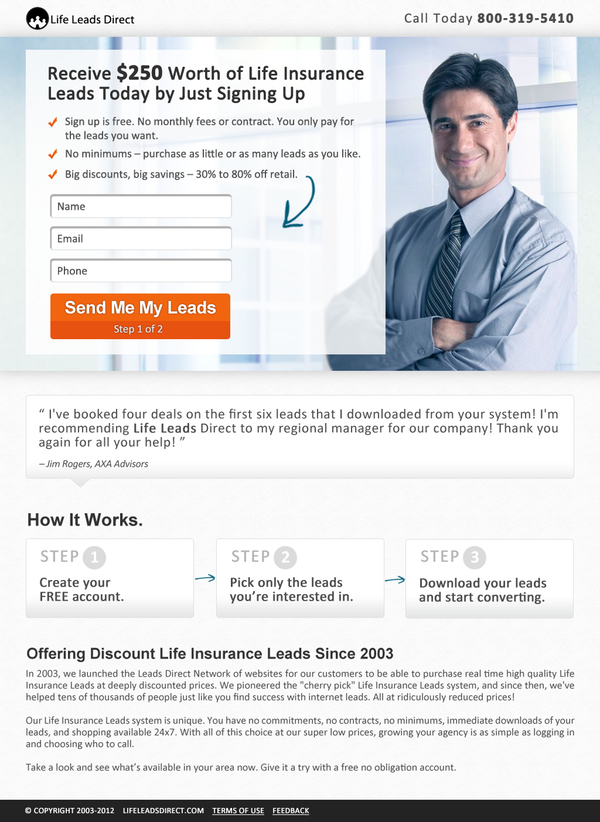 Life Leads Direct
Call Today 800-319-5410
Receive $250 Worth of Life Insurance
Leads Today by Just Signing Up
Sign up is free. No monthly fees or contract. You only pay for
the leads you want.
No minimums – purchase as little or as many leads as you like.
Big discounts, big savings – 30% to 80% off retail.
Name
Email
Phone
Send Me My Leads
Step 1 of 2
“ I've booked four deals on the first six leads that I downloaded from your system! I'm
recommending Life Leads Direct to my regional manager for our company! Thank you
again for all your help! ”
– Jim Rogers, AXA Advisors
How It Works.
STEP 1
Create your
FREE account.
STEP 2
Pick only the leads
you’re interested in.
STEP 3
Download your leads
and start converting.
Offering Discount Life Insurance Leads Since 2003
In 2003, we launched the Leads Direct Network of websites for our customers to be able to purchase real time high quality Life
Insurance Leads at deeply discounted prices. We pioneered the "cherry pick" Life Insurance Leads system, and since then, we've
helped tens of thousands of people just like you find success with internet leads. All at ridiculously reduced prices!
Our Life Insurance Leads system is unique. You have no commitments, no contracts, no minimums, immediate downloads of your
leads, and shopping available 24x7. With all of this choice at our super low prices, growing your agency is as simple as logging in
and choosing who to call.
Take a look and see what’s available in your area now. Give it a try with a free no obligation account.
© COPYRIGHT 2003-2012 LIFELEADSDIRECT.COM TERMS OF USE FEEDBACK